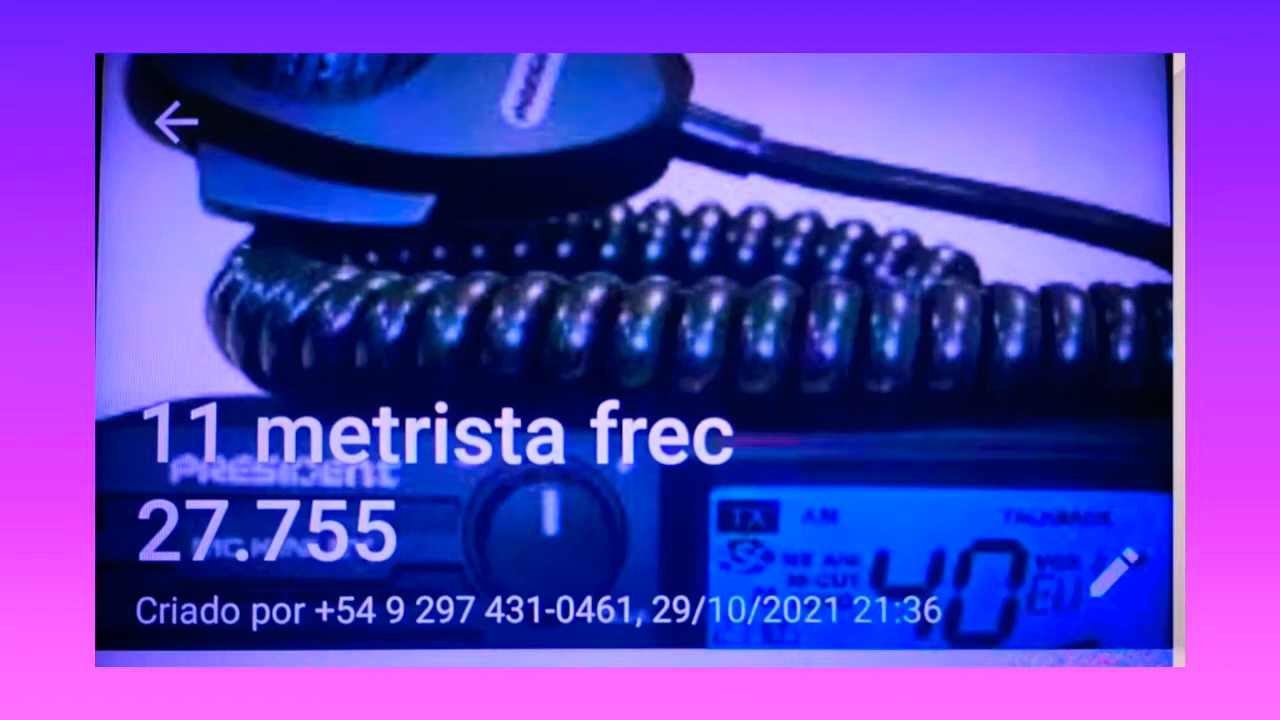 11 metrista frec
PRESIDENT
27.755
Criado por +54 9 297 431-0461, 29/10/2021 21:36
TX AM TALKBACK
40 EU